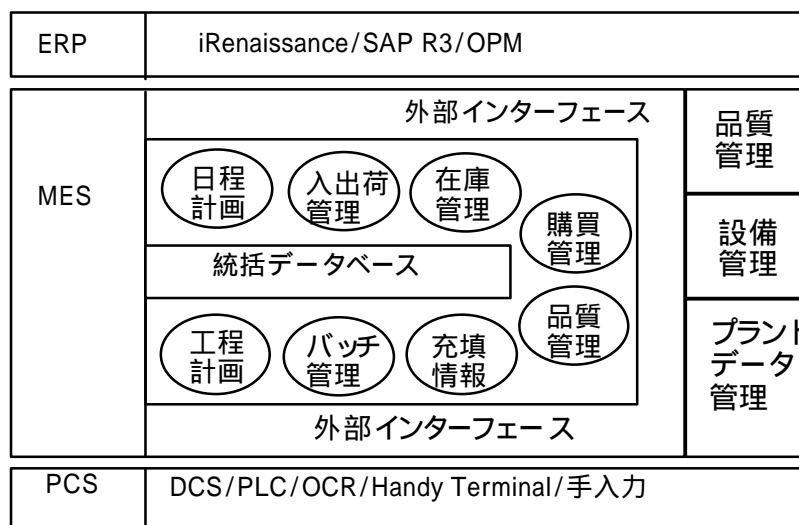 ERP
iRenaissance/SAP R3/OPM
MES
外部インターフェース
日程
計画
入出荷
管理
在庫
管理
購買
管理
統括データベース
工程
計画
バッチ
管理
充填
情報
品質
管理
外部インターフェース
品質
管理
設備
管理
プラント
データ
管理
PCS
DCS/PLC/OCR/Handy Terminal/手入力